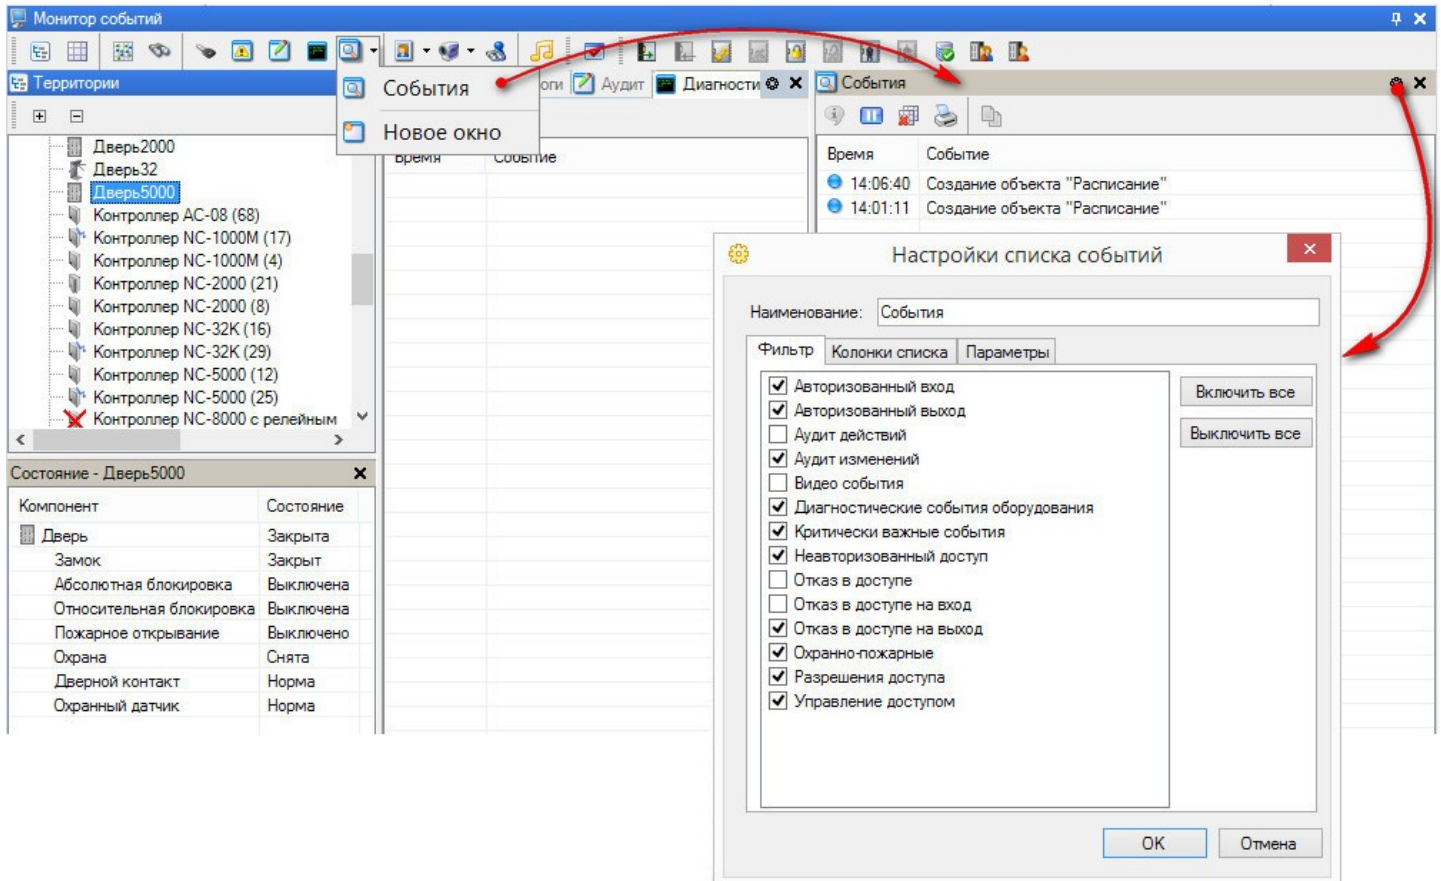 Монитор событий
Территории
События
Новое окно
оги Аудит Диагности
События
Дверь2000
Дверь32
Дверь5000
Контроллер AC-08 (68)
Контроллер NC-1000M (17)
Контроллер NC-1000M (4)
Контроллер NC-2000 (21)
Контроллер NC-2000 (8)
Контроллер NC-32K (16)
Контроллер NC-32K (29)
Контроллер NC-5000 (12)
Контроллер NC-5000 (25)
Контроллер NC-8000 с релейным
Состояние - Дверь5000
Компонент Состояние
Дверь Закрыта
Замок Закрыт
Абсолютная блокировка Выключена
Относительная блокировка Выключена
Пожарное открывание Выключено
Охрана Снята
Дверной контакт Норма
Охранный датчик Норма
Время Событие
Время Событие
14:06:40 Создание объекта "Расписание"
14:01:11 Создание объекта "Расписание"
Настройки списка событий
Наименование: События
Фильтр Колонки списка Параметры
Авторизованный вход
Авторизованный выход
Аудит действий
Аудит изменений
Видео события
Диагностические события оборудования
Критически важные события
Неавторизованный доступ
Отказ в доступе
Отказ в доступе на вход
Отказ в доступе на выход
Охранно-пожарные
Разрешения доступа
Управление доступом
Включить все
Выключить все
OK Отмена